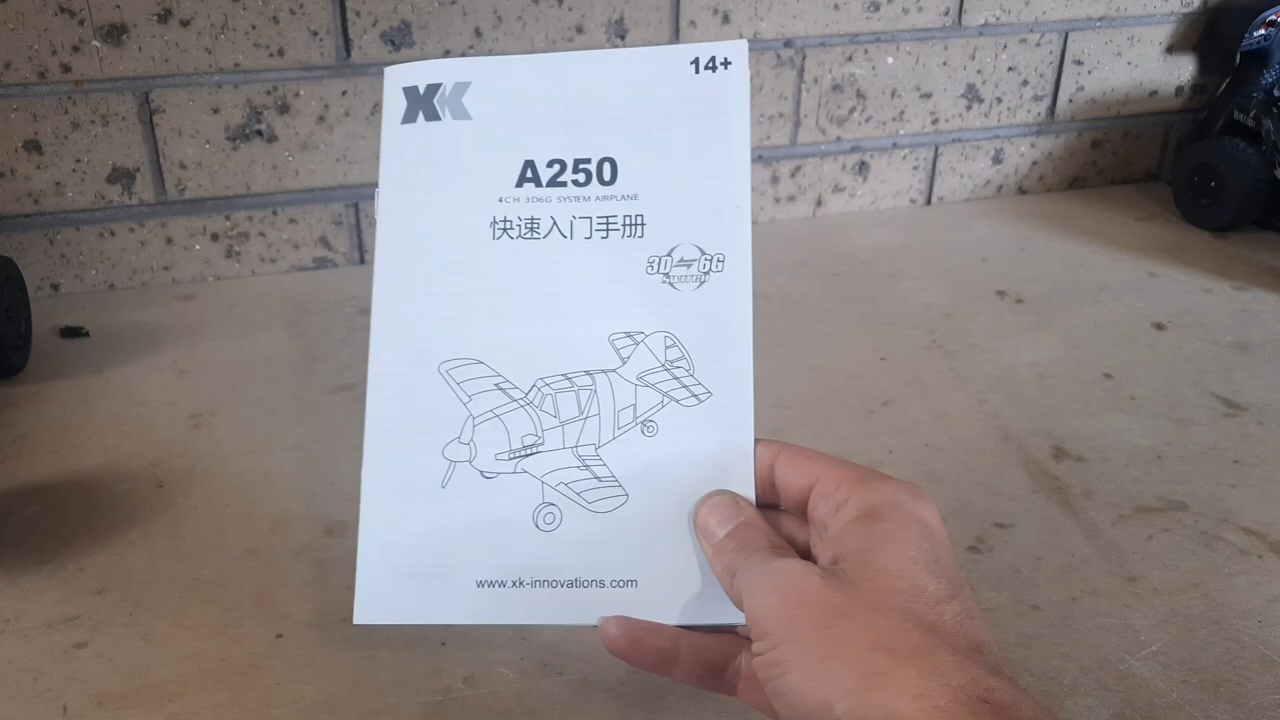 XK
14+
A250
4CH 3D6G SYSTEM AIRPLANE
快速入门手册
3D 6G
SWITCH
www.xk-innovations.com